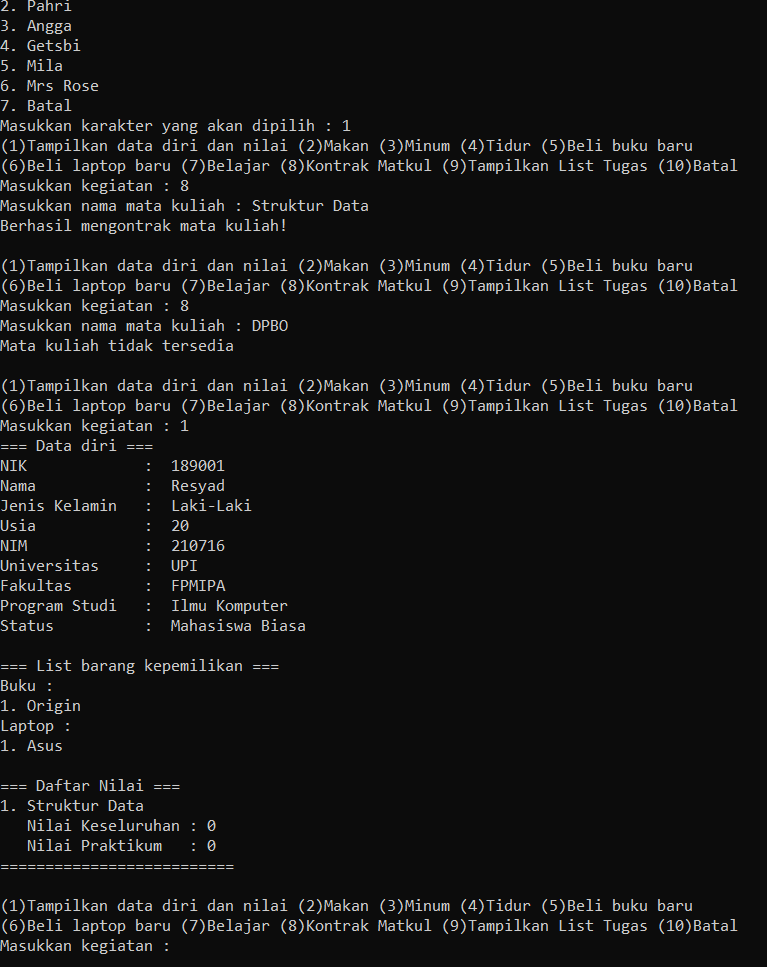 2. Pahri
3. Angga
4. Getsbi
5. Mila
6. Mrs Rose
7. Batal
Masukkan karakter yang akan dipilih : 1
(1)Tampilkan data diri dan nilai (2)Makan (3)Minum (4)Tidur (5)Beli buku baru
(6)Beli laptop baru (7)Belajar (8)Kontrak Matkul (9)Tampilkan List Tugas (10)Batal
Masukkan kegiatan : 8
Masukkan nama mata kuliah : Struktur Data
Berhasil mengontrak mata kuliah!

(1)Tampilkan data diri dan nilai (2)Makan (3)Minum (4)Tidur (5)Beli buku baru
(6)Beli laptop baru (7)Belajar (8)Kontrak Matkul (9)Tampilkan List Tugas (10)Batal
Masukkan kegiatan : 8
Masukkan nama mata kuliah : DPBO
Mata kuliah tidak tersedia

(1)Tampilkan data diri dan nilai (2)Makan (3)Minum (4)Tidur (5)Beli buku baru
(6)Beli laptop baru (7)Belajar (8)Kontrak Matkul (9)Tampilkan List Tugas (10)Batal
Masukkan kegiatan : 1
=== Data diri ===
NIK             :  189001
Nama            :  Resyad
Jenis Kelamin   :  Laki-Laki
Usia            :  20
NIM             :  210716
Universitas     :  UPI
Fakultas        :  FPMIPA
Program Studi   :  Ilmu Komputer
Status          :  Mahasiswa Biasa

=== List barang kepemilikan ===
Buku :
1. Origin
Laptop :
1. Asus

=== Daftar Nilai ===
1. Struktur Data
   Nilai Keseluruhan : 0
   Nilai Praktikum   : 0
==========================

(1)Tampilkan data diri dan nilai (2)Makan (3)Minum (4)Tidur (5)Beli buku baru
(6)Beli laptop baru (7)Belajar (8)Kontrak Matkul (9)Tampilkan List Tugas (10)Batal
Masukkan kegiatan :